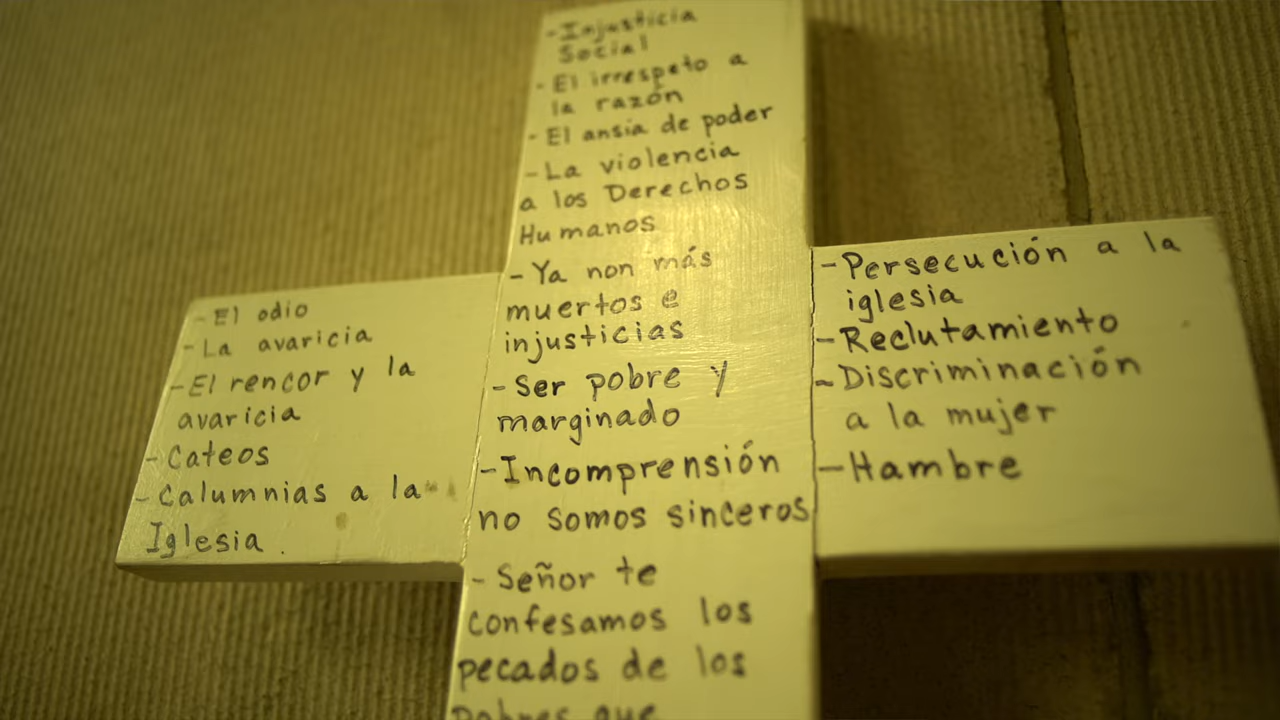 -Injusticia
Social
-El irrespeto a
la razón
-El ansia de poder
-La violencia
a los Derechos
Humanos
-Ya non más
muertos e
injusticias
-Ser pobre y
marginado
-Incomprensión
no somos sinceros
-Señor te
confesamos los
pecados de los
pobres que
-El odio
-La avaricia
-El rencor y la
avaricia
-Cateos
-Calumnias a la
Iglesia.
-Persecución a la
iglesia
-Reclutamiento
-Discriminación
a la mujer
-Hambre